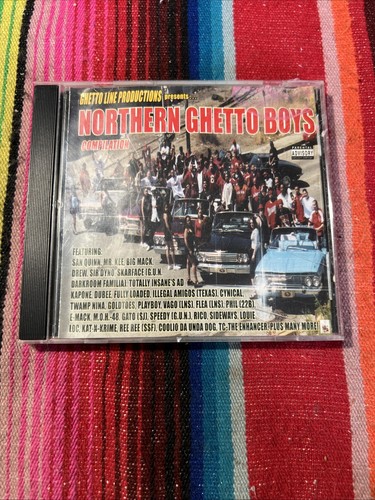 GHETTO LINE PRODUCTIONS presents
NORTHERN GHETTO BOYS
COMPILATION
PARENTAL
ADVISORY
FEATURING
SAN QUINN, MR. KEE, BIG MACK,
DREW, SIR DYNO, SKARFACE (G.U.N.
DARKROOM FAMILIA), TOTALLY INSANE'S AD
KAPONE, DUBEE, FULLY LOADED, ILLEGAL AMIGOS (TEXAS), CYNICAL,
TWAMP NINA, GOLDTOES, PLAYBOY, VAGO (LNS), FLEA (LNS), PHIL (22B),
E-MACK, M.O.H.-48, GATO (SJ), SPEEDY (G.U.N.), RICO, SIDEWAYS, LOUIE
LOC, KAT-H-KRIME, REE REE (SSF), COOLIO DA UNDA DOG, TC-THE ENHANCER, PLUS MANY MORE!